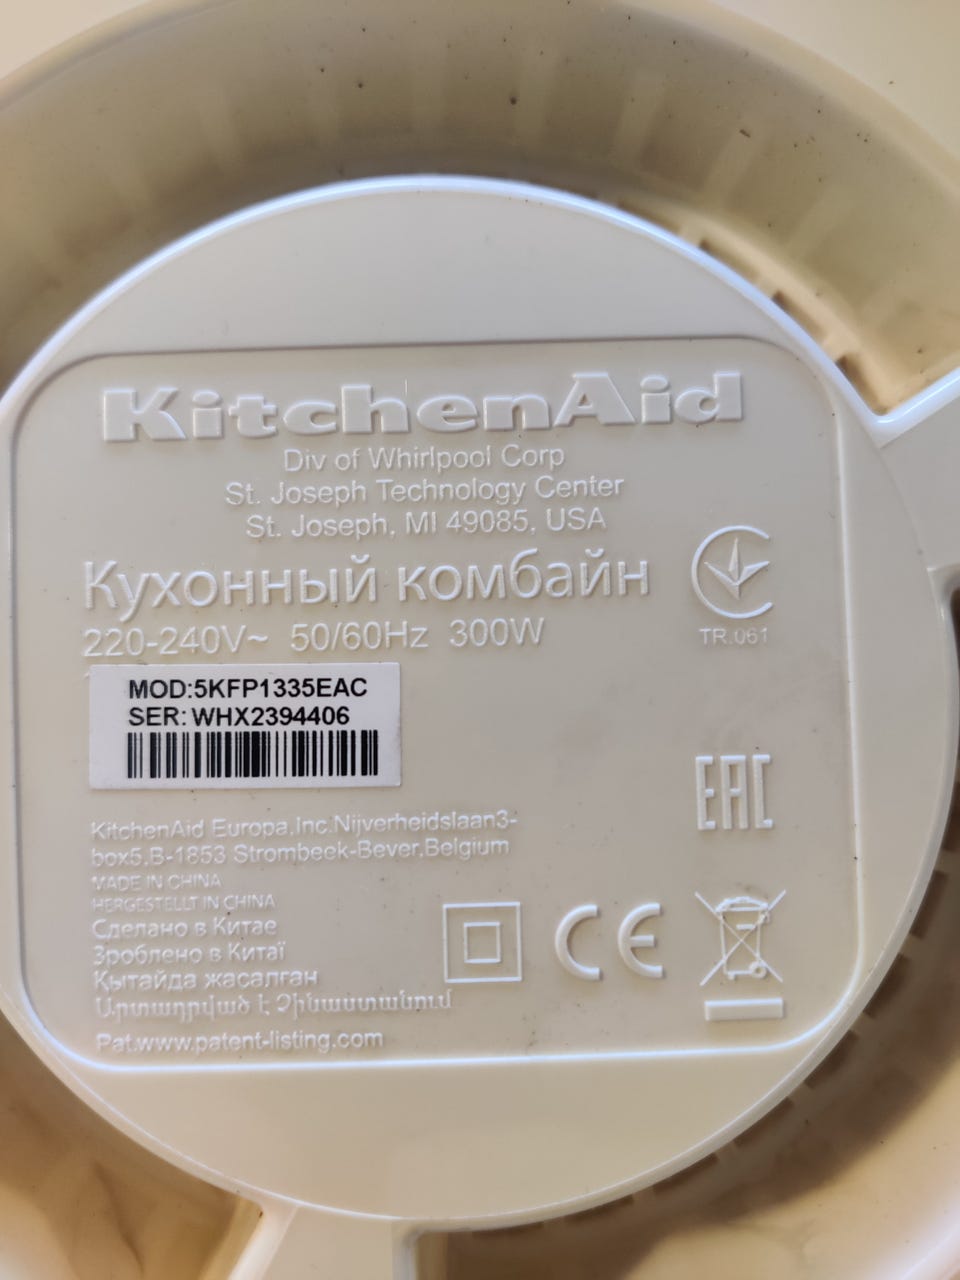 KitchenAid
Div of Whirlpool Corp
St. Joseph Technology Center
St. Joseph, MI 49085, USA
Кухонный комбайн
220-240V~ 50/60Hz 300W
TR.061
MOD:5KFP1335EAC
SER: WHX2394406
EAC
KitchenAid Europa,Inc.Nijverheidslaan3-
box5,B-1853 Strombeek-Bever,Belgium
MADE IN CHINA
HERGESTELLT IN CHINA
Сделано в Китае
Зроблено в Китаї
Қытайда жасалған
Արտադրված է Չինաստանում
CE
Pat.www.patent-listing.com